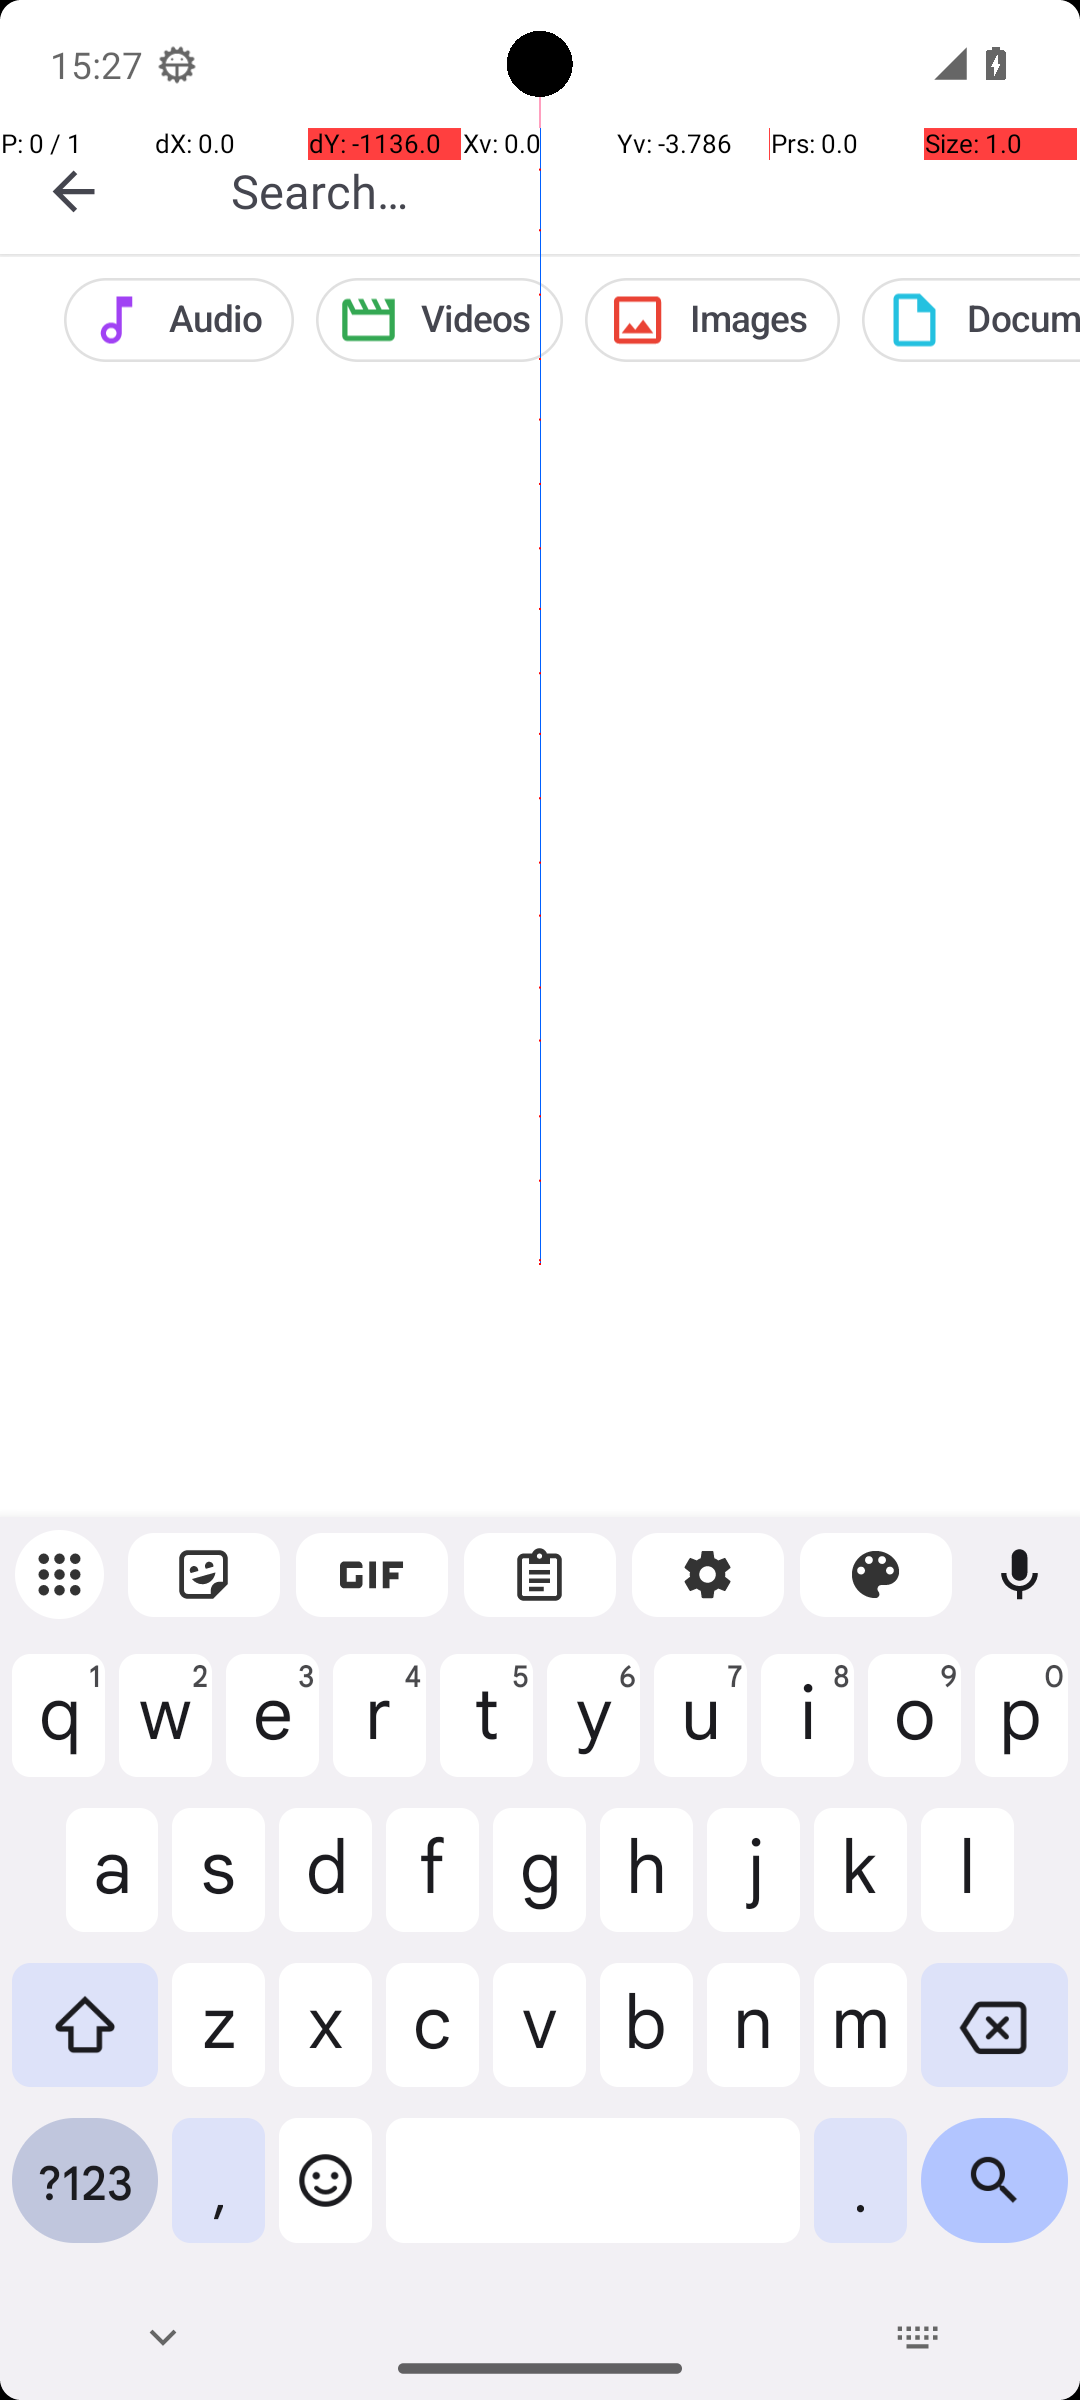 15:27
P: 0 / 1 dX: 0.0 dY: -1136.0 Xv: 0.0 Yv: -3.786 Prs: 0.0 Size: 1.0
Search…
Audio Videos Images Docum
GIF
q 1 w 2 e 3 r 4 t 5 y 6 u 7 i 8 o 9 p 0
a s d f g h j k l
z x c v b n m
?123 , .